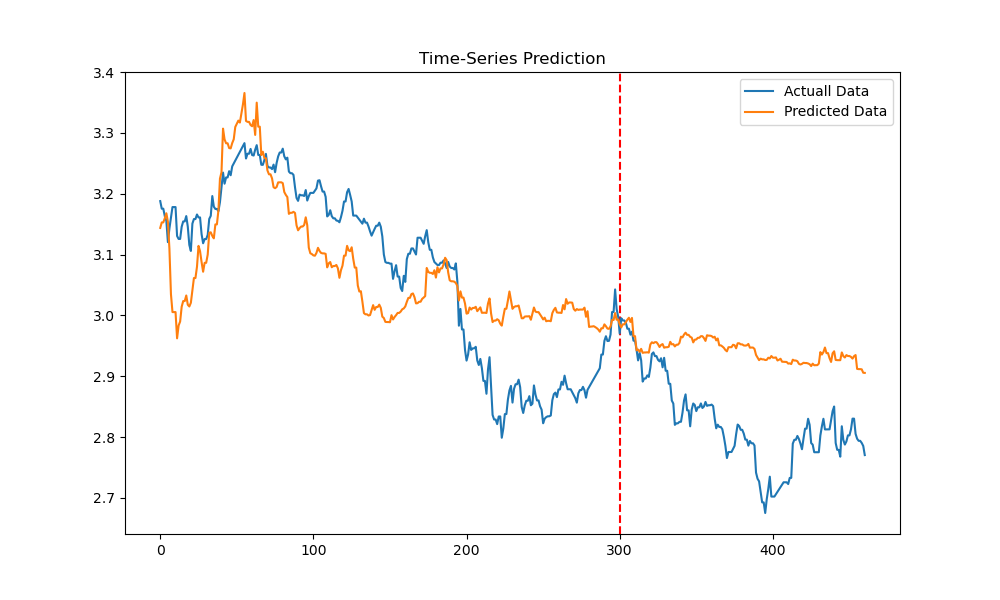 Time-Series Prediction
Actuall Data
Predicted Data
3.4
3.3
3.2
3.1
3.0
2.9
2.8
2.7
0 100 200 300 400